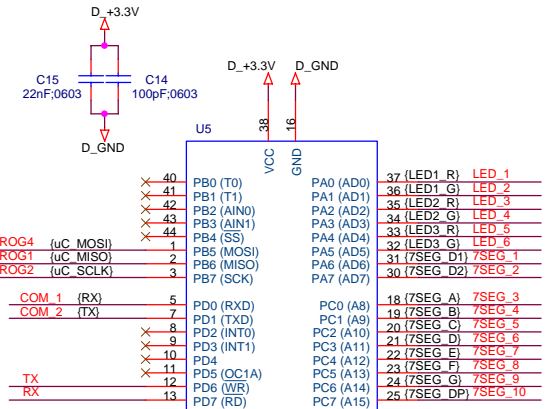 D_+3.3V
C15
22nF;0603
C14
100pF;0603
D_GND
D_+3.3V
D_GND
38
16
U5
VCC
GND
40 PB0 (T0)
41 PB1 (T1)
42 PB2 (AIN0)
43 PB3 (AIN1)
44 PB4 (SS)
ROG4 {uC_MOSI} 1 PB5 (MOSI)
ROG1 {uC_MISO} 2 PB6 (MISO)
ROG2 {uC_SCLK} 3 PB7 (SCK)
COM_1 {RX} 5 PD0 (RXD)
COM_2 {TX} 7 PD1 (TXD)
8 PD2 (INT0)
9 PD3 (INT1)
10 PD4
11 PD5 (OC1A)
TX 12 PD6 (WR)
RX 13 PD7 (RD)
PA0 (AD0) 37 {LED1_R} LED_1
PA1 (AD1) 36 {LED1_G} LED_2
PA2 (AD2) 35 {LED2_R} LED_3
PA3 (AD3) 34 {LED2_G} LED_4
PA4 (AD4) 33 {LED3_R} LED_5
PA5 (AD5) 32 {LED3_G} LED_6
PA6 (AD6) 31 {7SEG_D1} 7SEG_1
PA7 (AD7) 30 {7SEG_D2} 7SEG_2
PC0 (A8) 18 {7SEG_A} 7SEG_3
PC1 (A9) 19 {7SEG_B} 7SEG_4
PC2 (A10) 20 {7SEG_C} 7SEG_5
PC3 (A11) 21 {7SEG_D} 7SEG_6
PC4 (A12) 22 {7SEG_E} 7SEG_7
PC5 (A13) 23 {7SEG_F} 7SEG_8
PC6 (A14) 24 {7SEG_G} 7SEG_9
PC7 (A15) 25 {7SEG_DP} 7SEG_10